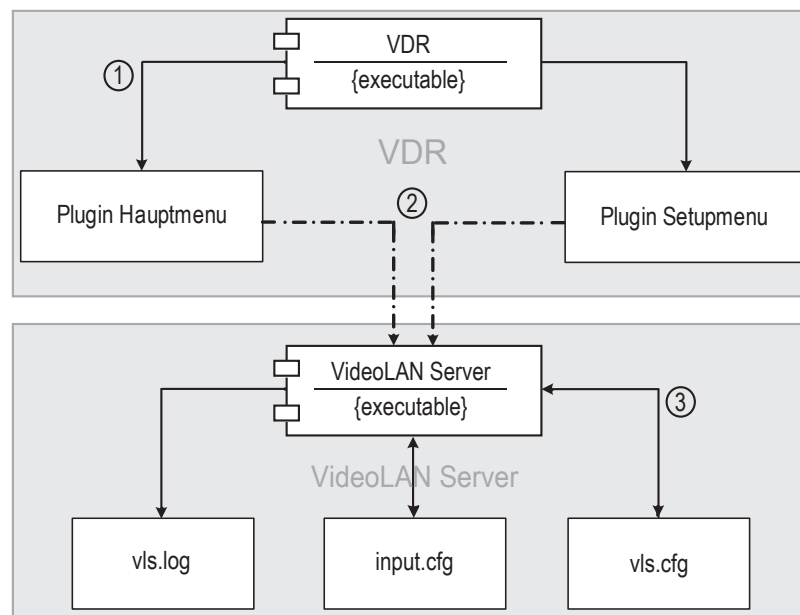 VDR
{executable}
①
VDR
②
Plugin Hauptmenu
Plugin Setupmenu
VideoLAN Server
{executable}
③
VideoLAN Server
vls.log
input.cfg
vls.cfg